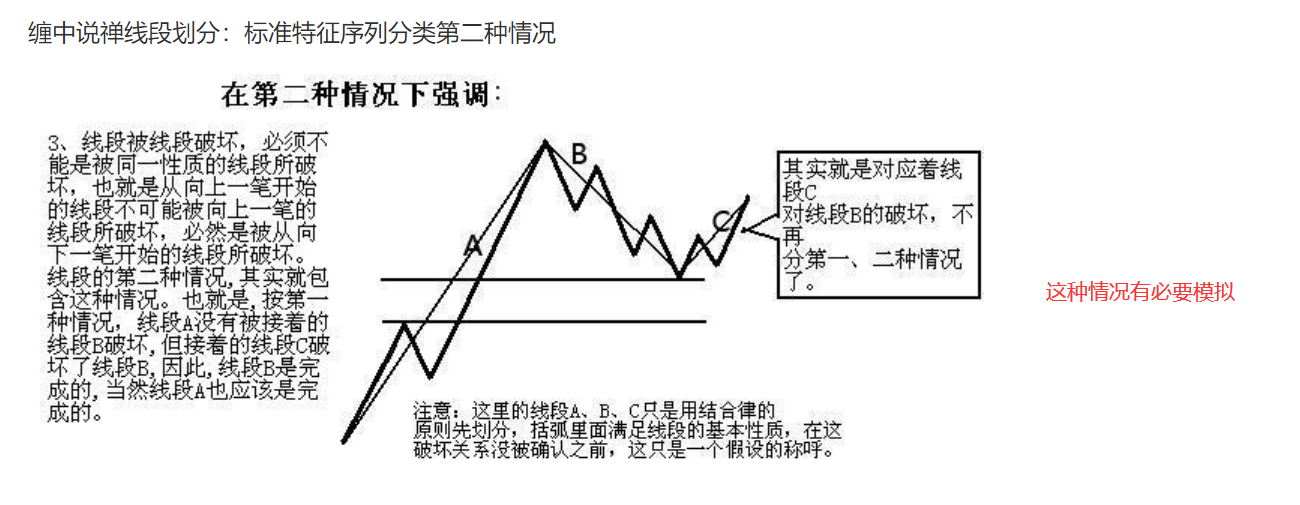 缠中说禅线段划分：标准特征序列分类第二种情况
在第二种情况下强调：
3、线段被线段破坏，必须不
能是被同一性质的线段所破
坏，也就是从向上一笔开始
的线段不可能被向上一笔的
线段所破坏，必然是被从向
下一笔开始的线段所破坏。
线段的第二种情况,其实就包
含这种情况。也就是,按第一
种情况，线段A没有被接着的
线段B破坏,但接着的线段C破
坏了线段B,因此,线段B是完
成的,当然线段A也应该是完
成的。
A
B
C
其实就是对应着线
段C
对线段B的破坏，不
再
分第一、二种情况
了。
这种情况有必要模拟
注意：这里的线段A、B、C只是用结合律的
原则先划分，括弧里面满足线段的基本性质，在这
破坏关系没被确认之前，这只是一个假设的称呼。